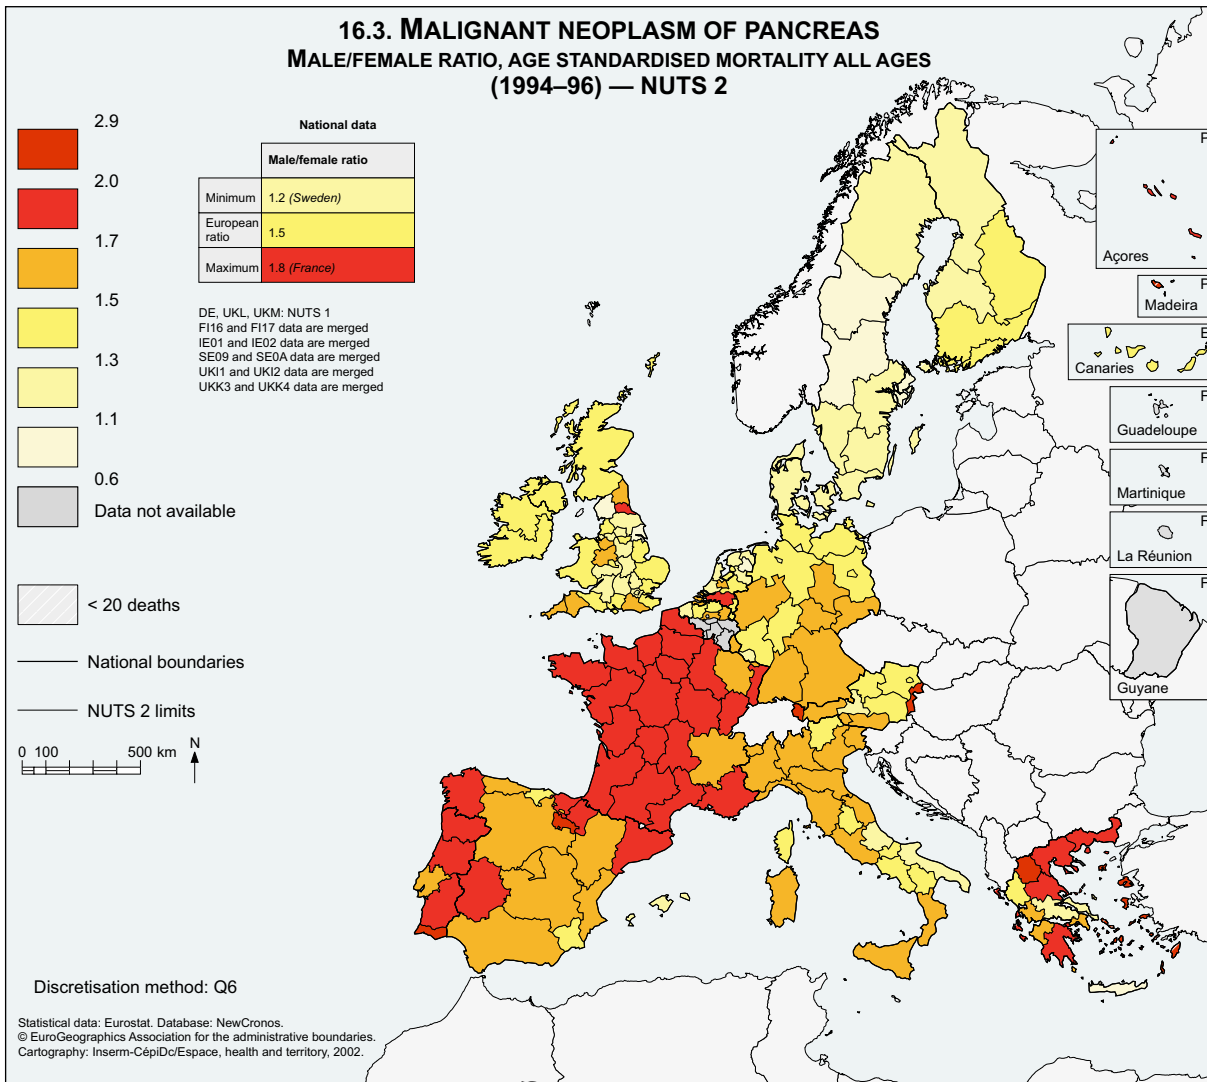 16.3. MALIGNANT NEOPLASM OF PANCREAS
MALE/FEMALE RATIO, AGE STANDARDISED MORTALITY ALL AGES
(1994–96) — NUTS 2
2.9
2.0
1.7
1.5
1.3
1.1
0.6
Data not available
< 20 deaths
National boundaries
NUTS 2 limits
0 100 500 km
N
National data
Male/female ratio
Minimum 1.2 (Sweden)
European ratio 1.5
Maximum 1.8 (France)
DE, UKL, UKM: NUTS 1
FI16 and FI17 data are merged
IE01 and IE02 data are merged
SE09 and SE0A data are merged
UKI1 and UKI2 data are merged
UKK3 and UKK4 data are merged
P
Açores
P
Madeira
E
Canaries
F
Guadeloupe
F
Martinique
F
La Réunion
F
Guyane
Discretisation method: Q6
Statistical data: Eurostat. Database: NewCronos.
© EuroGeographics Association for the administrative boundaries.
Cartography: Inserm-CépiDc/Espace, health and territory, 2002.